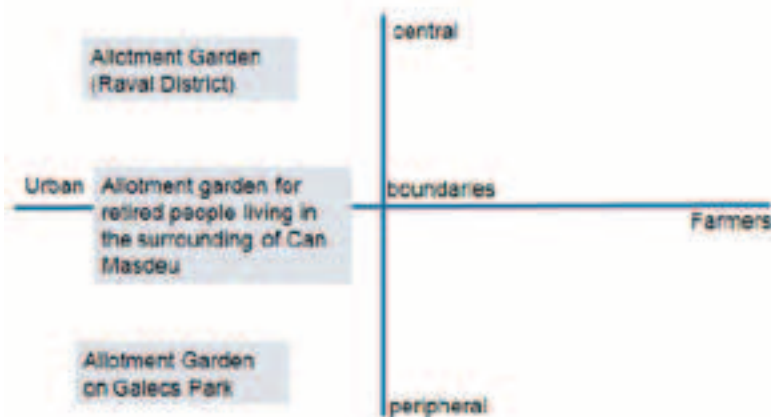 central
Allotment Garden
(Raval District)
Urban
Allotment garden for
retired people living in
the surrounding of Can
Masdeu
boundaries
Farmers
Allotment Garden
on Galecs Park
peripheral